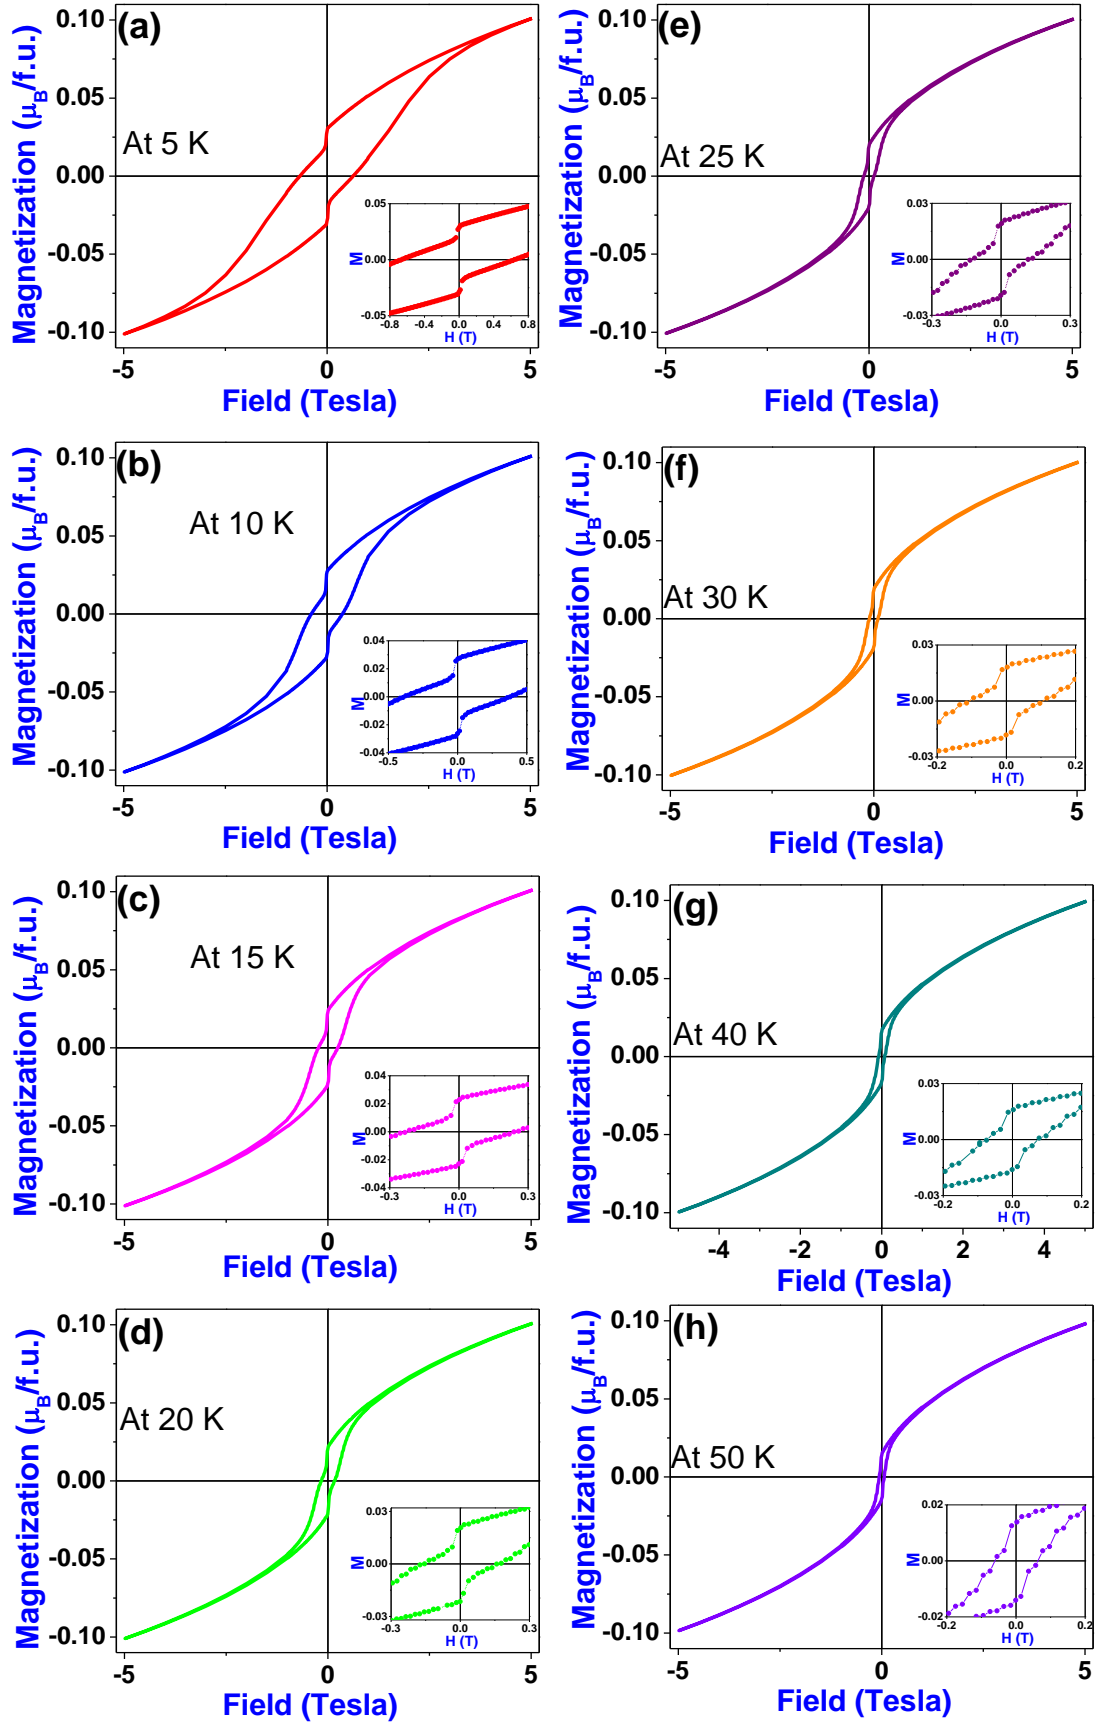 (a)
At 5 K
Magnetization (μB/f.u.)
0.10
0.05
0.00
-0.05
-0.10
-5
0
5
Field (Tesla)
M
0.05
0.00
-0.05
-0.8
-0.4
0.0
0.4
0.8
H (T)
(e)
At 25 K
Magnetization (μB/f.u.)
0.10
0.05
0.00
-0.05
-0.10
-5
0
5
Field (Tesla)
M
0.03
0.00
-0.03
-0.3
0.0
0.3
H (T)
(b)
At 10 K
Magnetization (μB/f.u.)
0.10
0.05
0.00
-0.05
-0.10
-5
0
5
Field (Tesla)
M
0.04
0.02
0.00
-0.02
-0.04
-0.5
0.0
0.5
H (T)
(f)
At 30 K
Magnetization (μB/f.u.)
0.10
0.05
0.00
-0.05
-0.10
-5
0
5
Field (Tesla)
M
0.03
0.00
-0.03
-0.2
0.0
0.2
H (T)
(c)
At 15 K
Magnetization (μB/f.u.)
0.10
0.05
0.00
-0.05
-0.10
-5
0
5
Field (Tesla)
M
0.04
0.02
0.00
-0.02
-0.04
-0.3
0.0
0.3
H (T)
(g)
At 40 K
Magnetization (μB/f.u.)
0.10
0.05
0.00
-0.05
-0.10
-4
-2
0
2
4
Field (Tesla)
M
0.03
0.00
-0.03
-0.2
0.0
0.2
H (T)
(d)
At 20 K
Magnetization (μB/f.u.)
0.10
0.05
0.00
-0.05
-0.10
-5
0
5
Field (Tesla)
M
0.03
0.00
-0.03
-0.3
0.0
0.3
H (T)
(h)
At 50 K
Magnetization (μB/f.u.)
0.10
0.05
0.00
-0.05
-0.10
-5
0
5
Field (Tesla)
M
0.02
0.00
-0.02
-0.2
0.0
0.2
H (T)